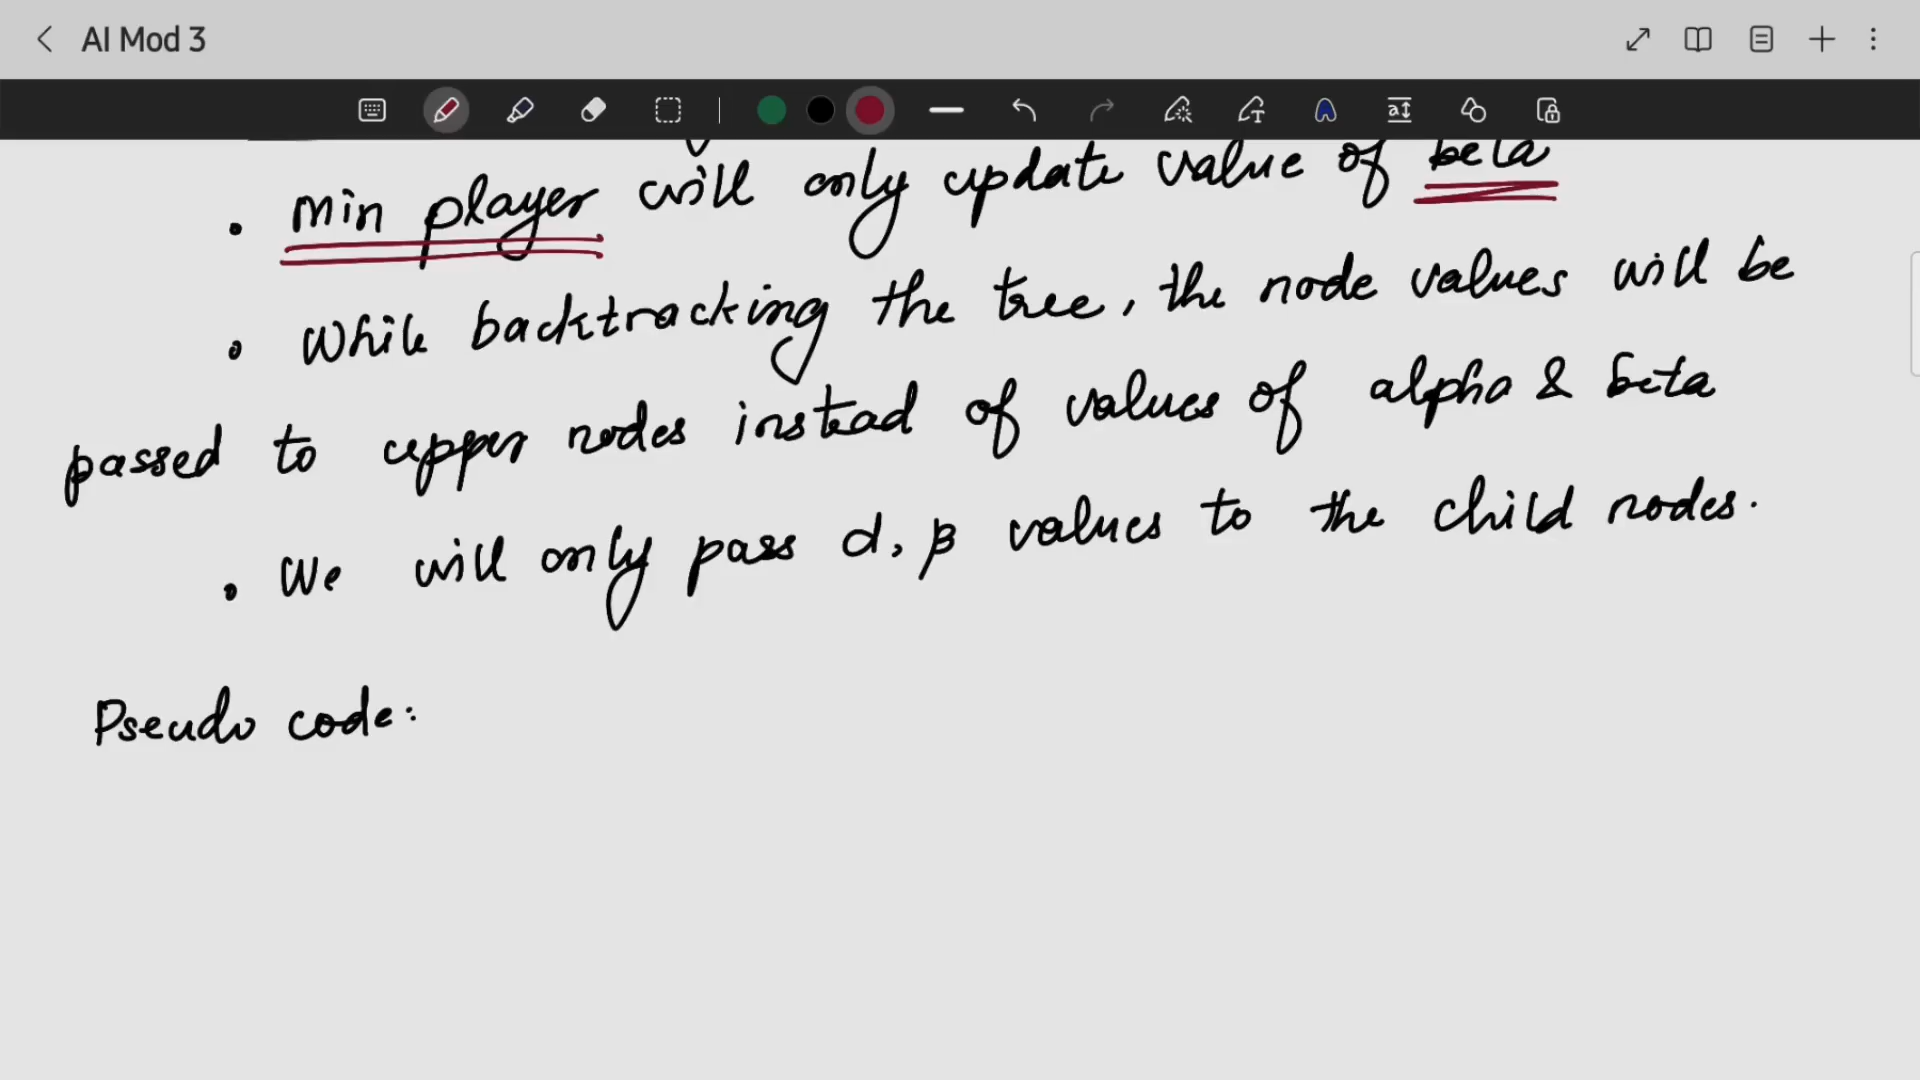 AI Mod 3
• Min player will only update value of beta
• While backtracking the tree, the node values will be
passed to upper nodes instead of values of alpha & beta
• We will only pass α, β values to the child nodes.
Pseudo code: